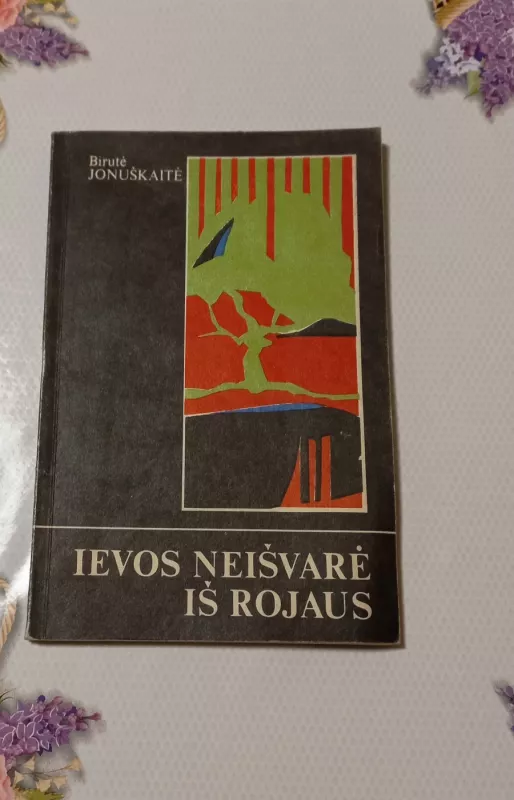 Birutė
JONUŠKAITĖ
IEVOS NEIŠVARĖ
IŠ ROJAUS